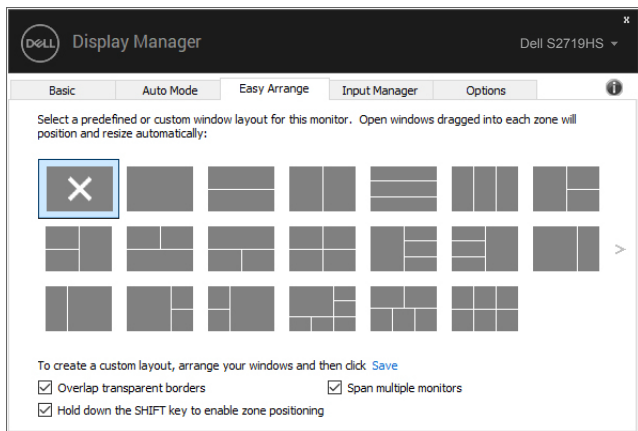 x
DELL Display Manager
Dell S2719HS
Basic Auto Mode Easy Arrange Input Manager Options
Select a predefined or custom window layout for this monitor. Open windows dragged into each zone will
position and resize automatically:
To create a custom layout, arrange your windows and then click Save
Overlap transparent borders Span multiple monitors
Hold down the SHIFT key to enable zone positioning